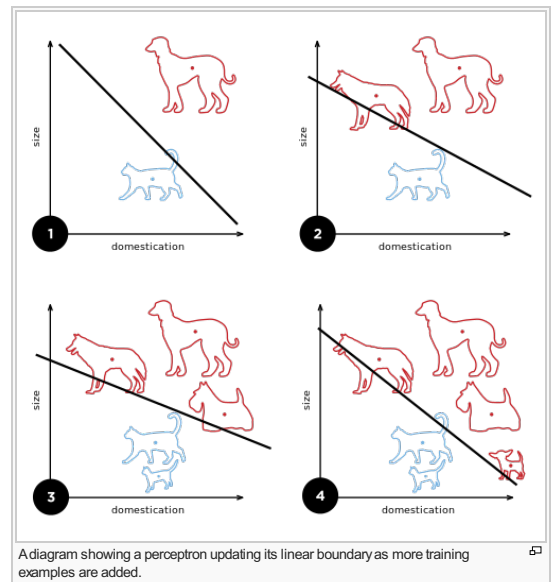 size
1
domestication
size
2
domestication
size
3
domestication
size
4
domestication
A diagram showing a perceptron updating its linear boundary as more training
examples are added.